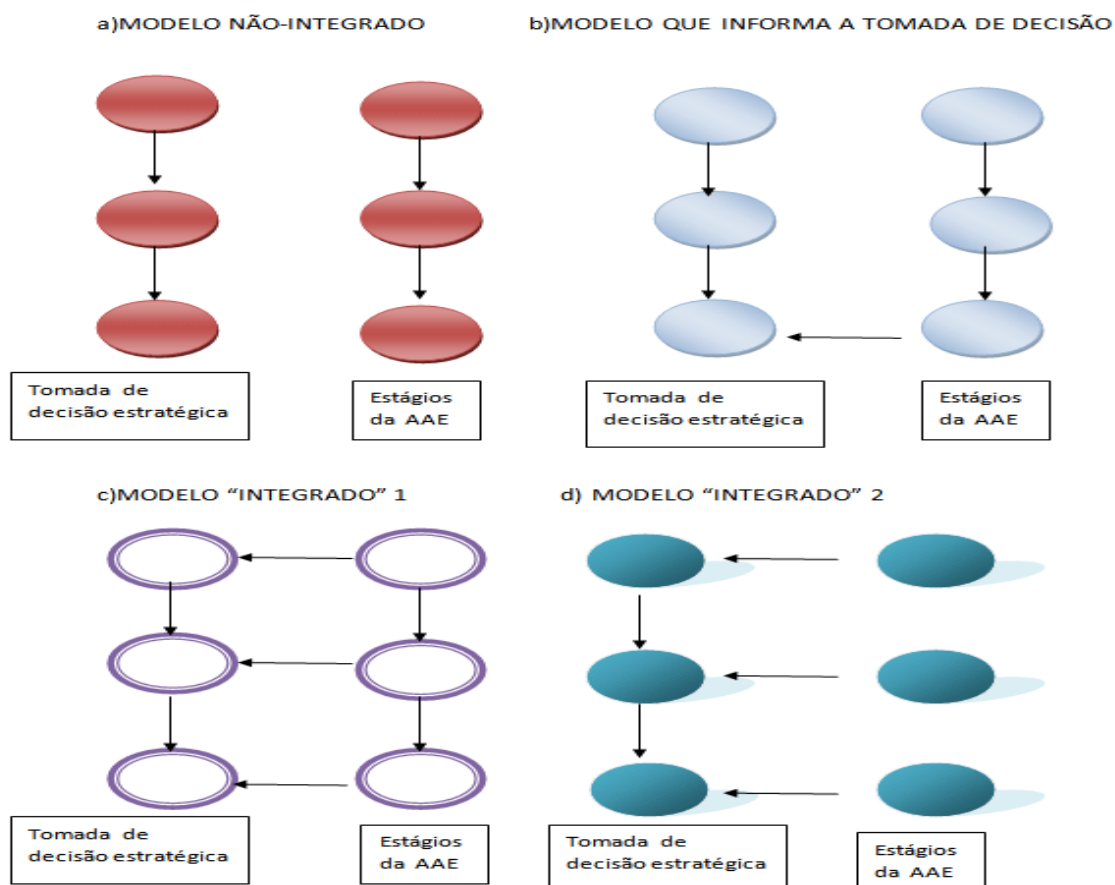 a)MODELO NÃO-INTEGRADO
b)MODELO QUE INFORMA A TOMADA DE DECISÃO
Tomada de
decisão estratégica
Estágios
da AAE
Tomada de
decisão estratégica
Estágios
da AAE
c)MODELO “INTEGRADO” 1
d) MODELO “INTEGRADO” 2
Tomada de
decisão estratégica
Estágios
da AAE
Tomada de
decisão estratégica
Estágios
da AAE